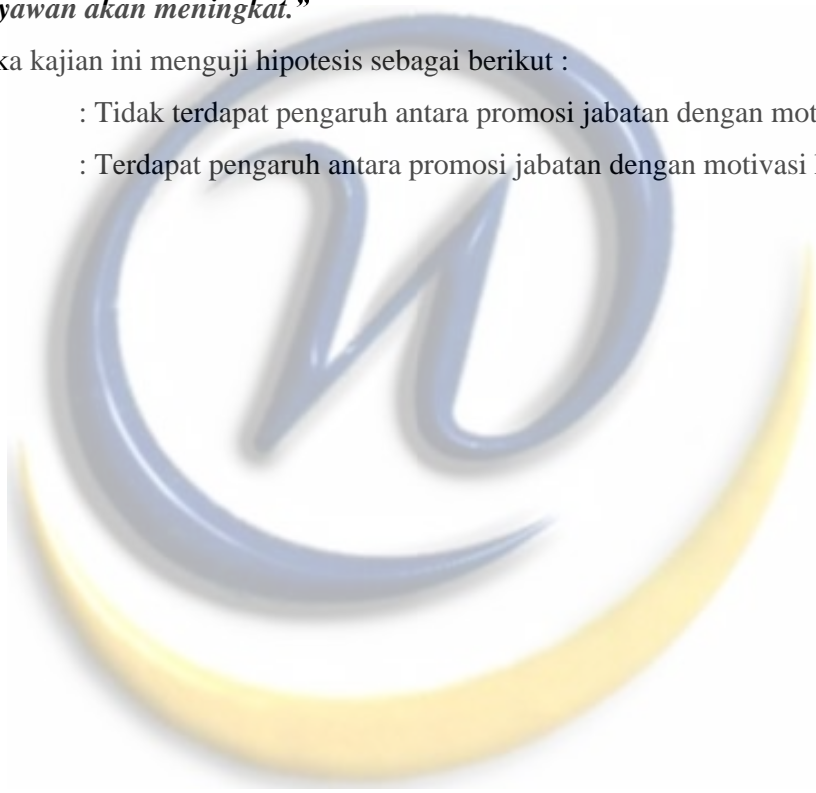 yawan akan meningkat.”
ka kajian ini menguji hipotesis sebagai berikut :
: Tidak terdapat pengaruh antara promosi jabatan dengan mot
: Terdapat pengaruh antara promosi jabatan dengan motivasi